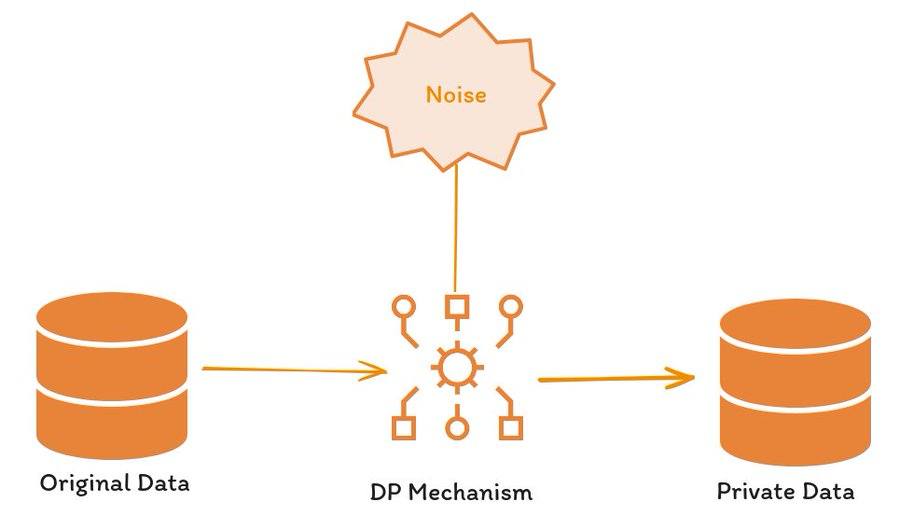 Noise
Original Data
DP Mechanism
Private Data